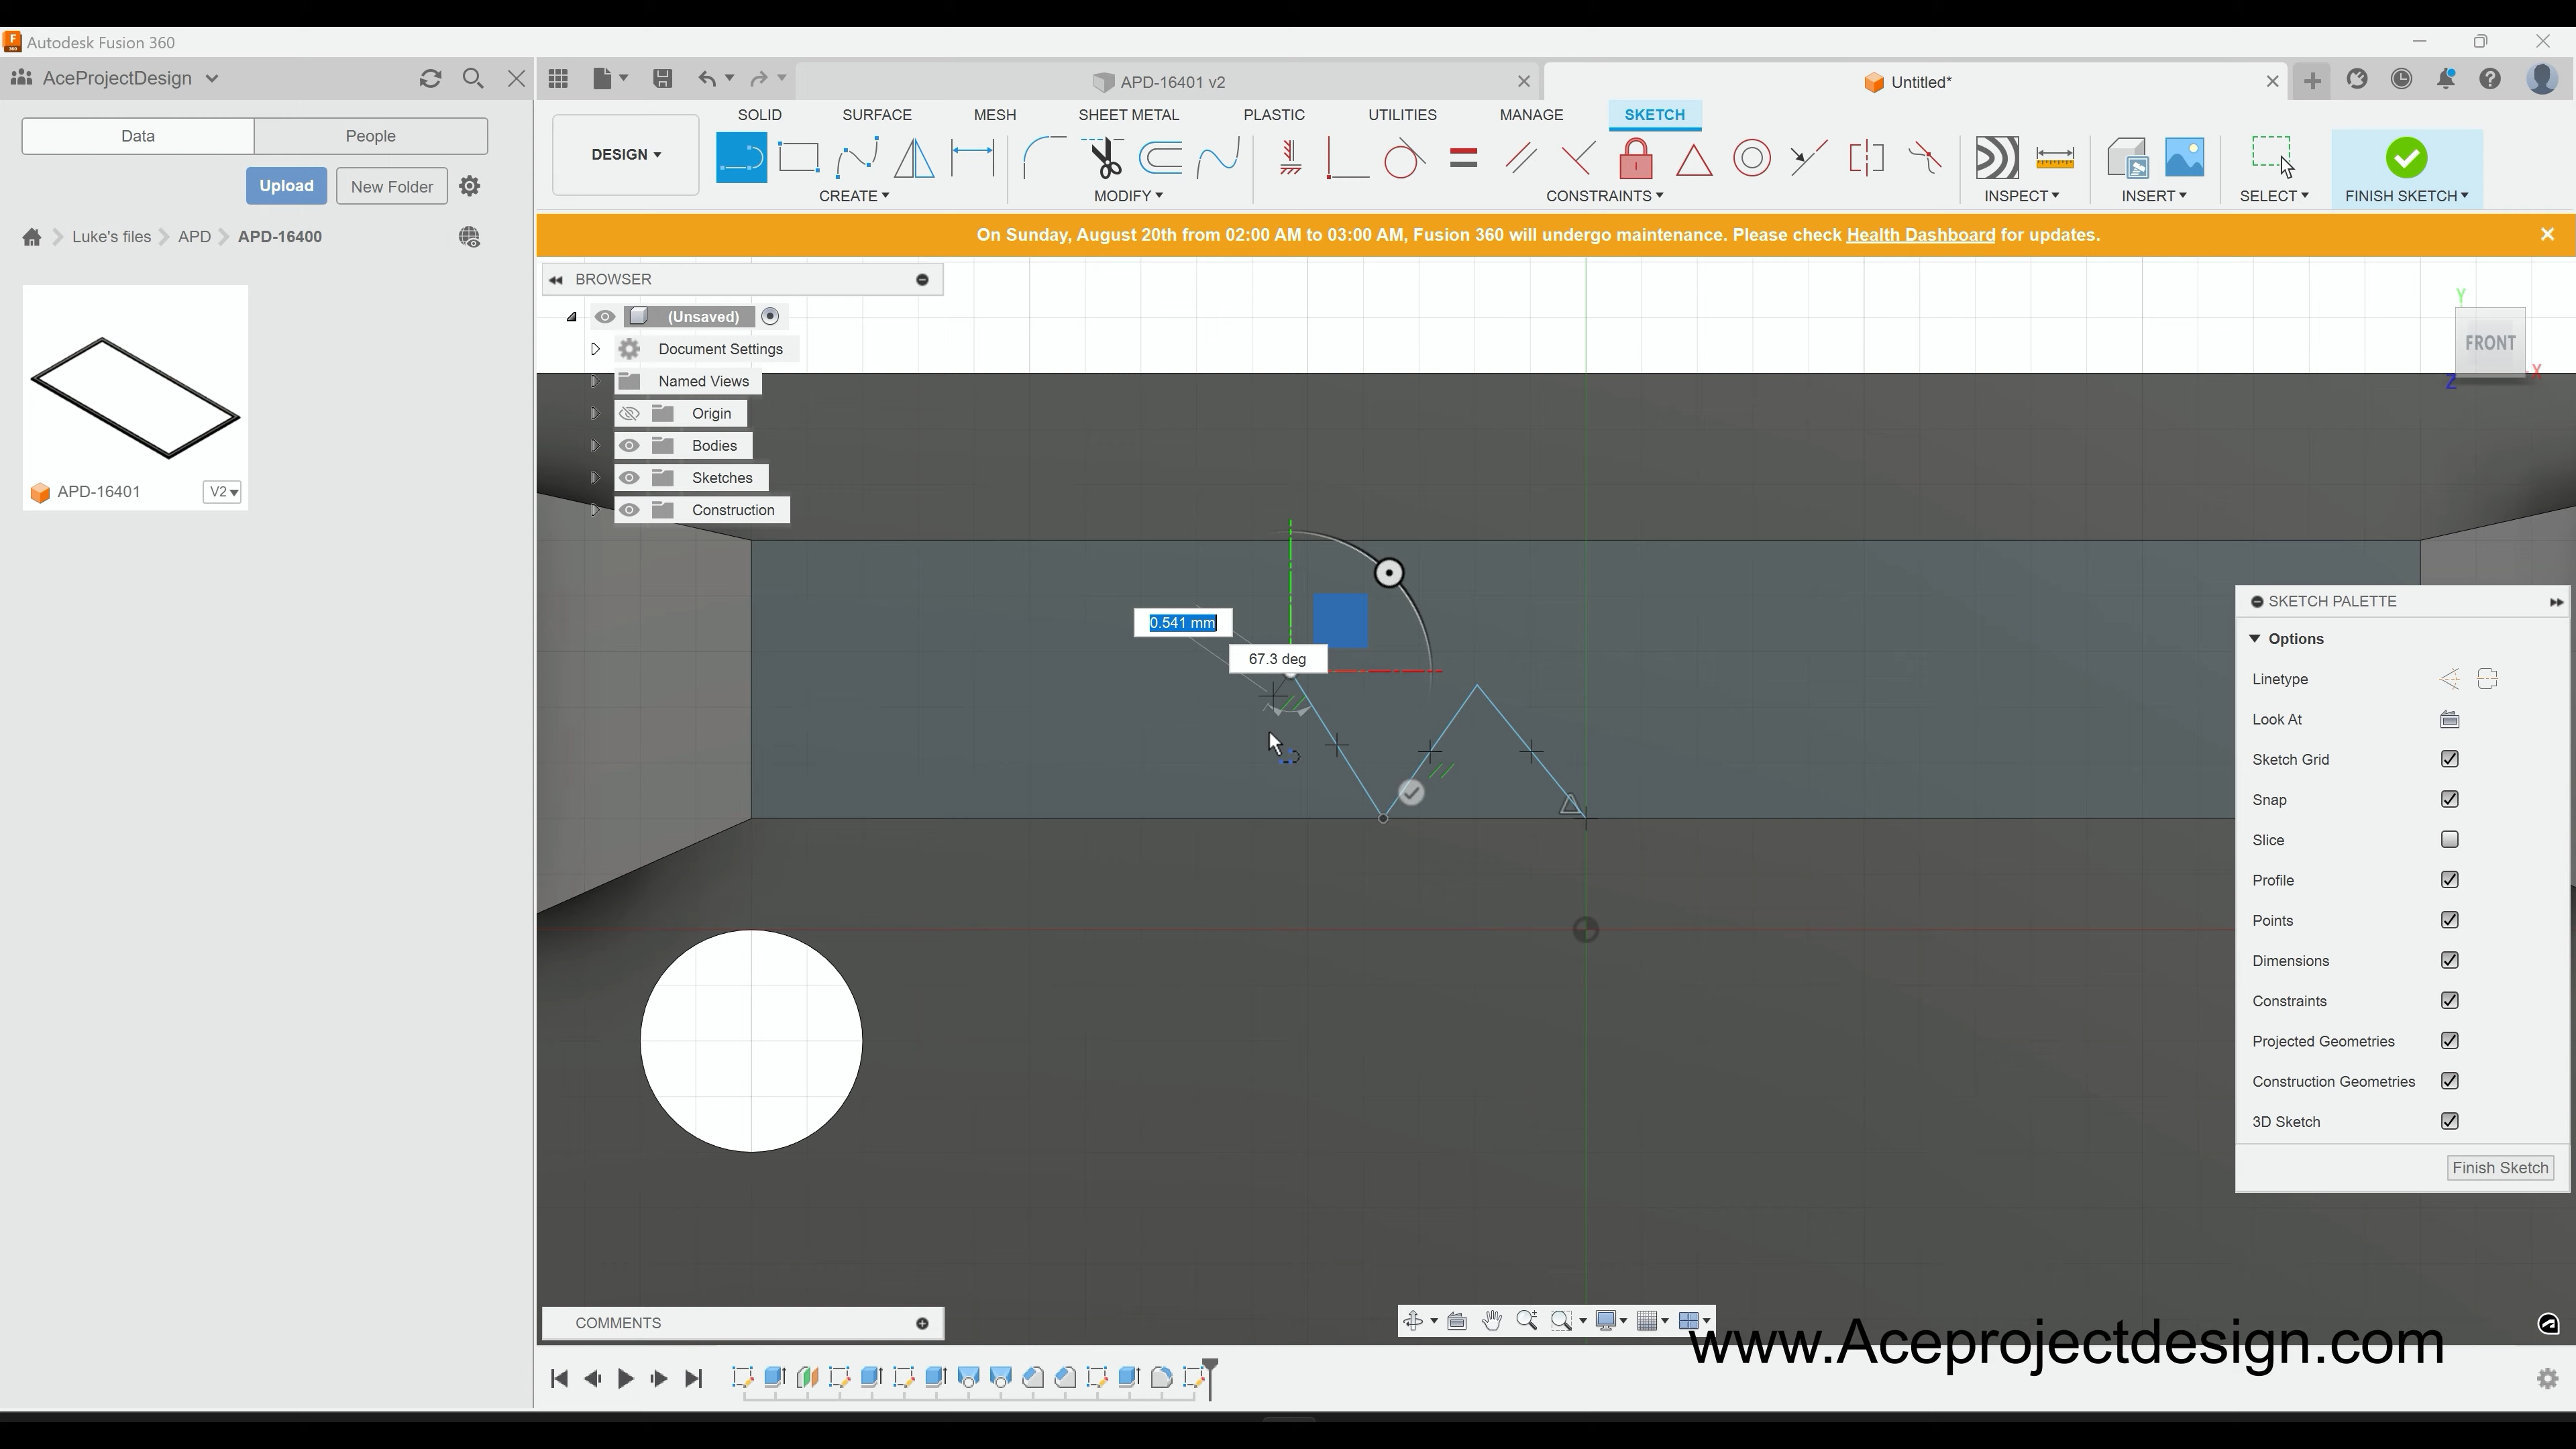 Autodesk Fusion 360
AceProjectDesign
APD-16401 v2
Untitled*
Data
People
Upload
New Folder
Luke's files
APD
APD-16400
APD-16401
V2
DESIGN
SOLID
SURFACE
MESH
SHEET METAL
PLASTIC
UTILITIES
MANAGE
SKETCH
CREATE
MODIFY
CONSTRAINTS
INSPECT
INSERT
SELECT
FINISH SKETCH
On Sunday, August 20th from 02:00 AM to 03:00 AM, Fusion 360 will undergo maintenance. Please check Health Dashboard for updates.
BROWSER
(Unsaved)
Document Settings
Named Views
Origin
Bodies
Sketches
Construction
Y
FRONT
Z
X
0.541 mm
67.3 deg
SKETCH PALETTE
Options
Linetype
Look At
Sketch Grid
Snap
Slice
Profile
Points
Dimensions
Constraints
Projected Geometries
Construction Geometries
3D Sketch
Finish Sketch
COMMENTS
www.Aceprojectdesign.com